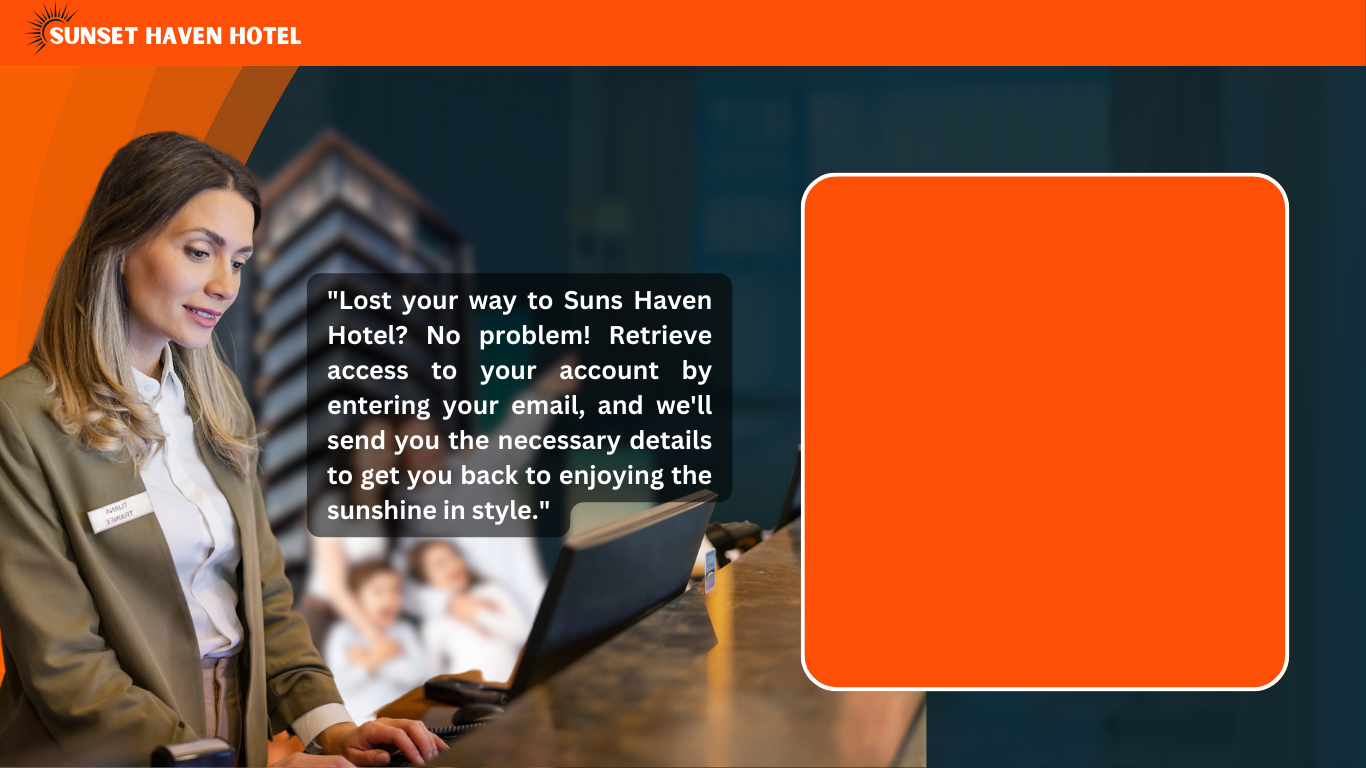 SUNSET HAVEN HOTEL
"Lost your way to Suns Haven
Hotel? No problem! Retrieve
access to your account by
entering your email, and we'll
send you the necessary details
to get you back to enjoying the
sunshine in style."
TIJANA
TRAINEE